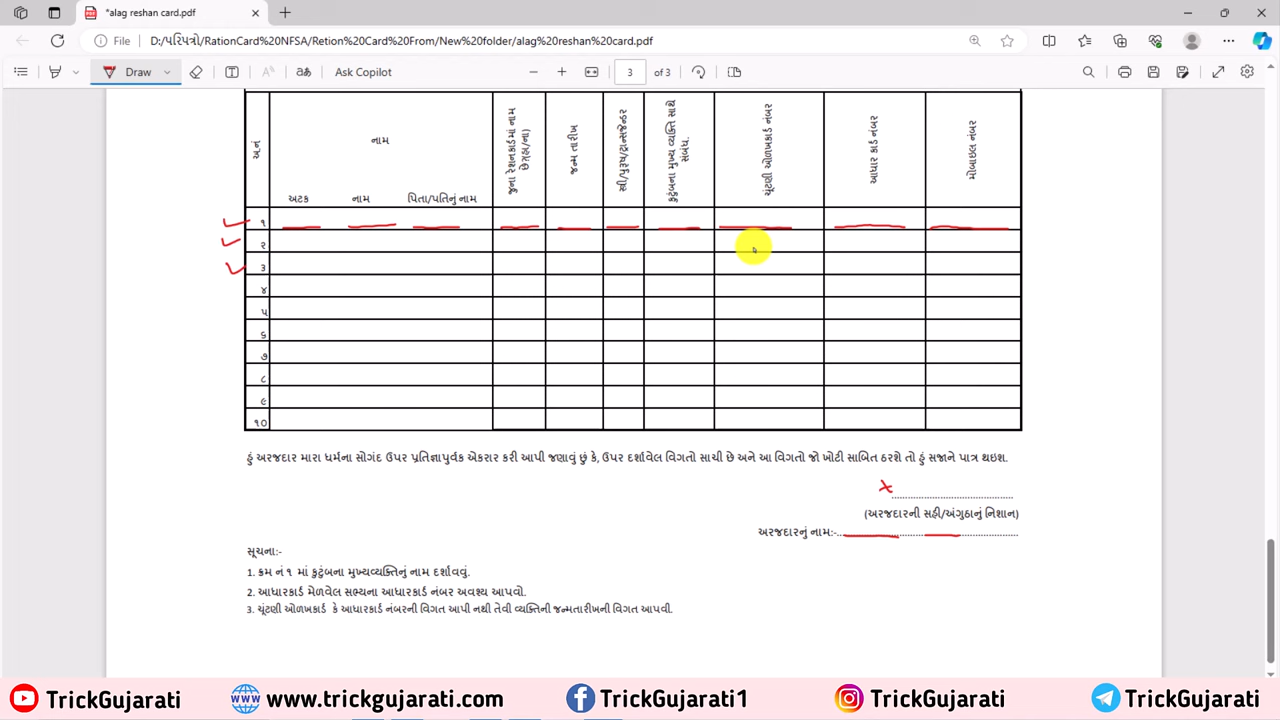 *alag reshan card.pdf
File D:/પરિપત્રી/RationCard%20NFSA/Retion%20Card%20From/New%20folder/alag%20reshan%20card.pdf
Draw Ask Copilot 3 of 3
અ.નં
નામ
અટક નામ પિતા/પતિનું નામ
જુના રેશનકાર્ડમાં નામ છે?(હા/ના)
જન્મ તારીખ
સ્ત્રી/પુરૂષ/ટ્રાન્સજેન્ડર
કુટુંબના મુખ્ય વ્યક્તિ સાથે સંબંધ.
ચૂંટણી ઓળખકાર્ડ નંબર
આધાર કાર્ડ નંબર
મોબાઇલ નંબર
૧
૨
૩
૪
૫
૬
૭
૮
૯
૧૦
હું અરજદાર મારા ધર્મના સોગંદ ઉપર પ્રતિજ્ઞાપુર્વક એકરાર કરી આપી જણાવું છું કે, ઉપર દર્શાવેલ વિગતો સાચી છે અને આ વિગતો જો ખોટી સાબિત ઠરશે તો હું સજાને પાત્ર થઇશ.
(અરજદારની સહી/અંગુઠાનું નિશાન)
અરજદારનું નામ:-
સૂચના:-
1. ક્રમ નં ૧ માં કુટુંબના મુખ્યવ્યક્તિનું નામ દર્શાવવું.
2. આધારકાર્ડ મેળવેલ સભ્યના આધારકાર્ડ નંબર અવશ્ય આપવો.
3. ચૂંટણી ઓળખકાર્ડ કે આધારકાર્ડ નંબરની વિગત આપી નથી તેવી વ્યક્તિની જન્મતારીખની વિગત આપવી.
TrickGujarati www.trickgujarati.com TrickGujarati1 TrickGujarati TrickGujarati